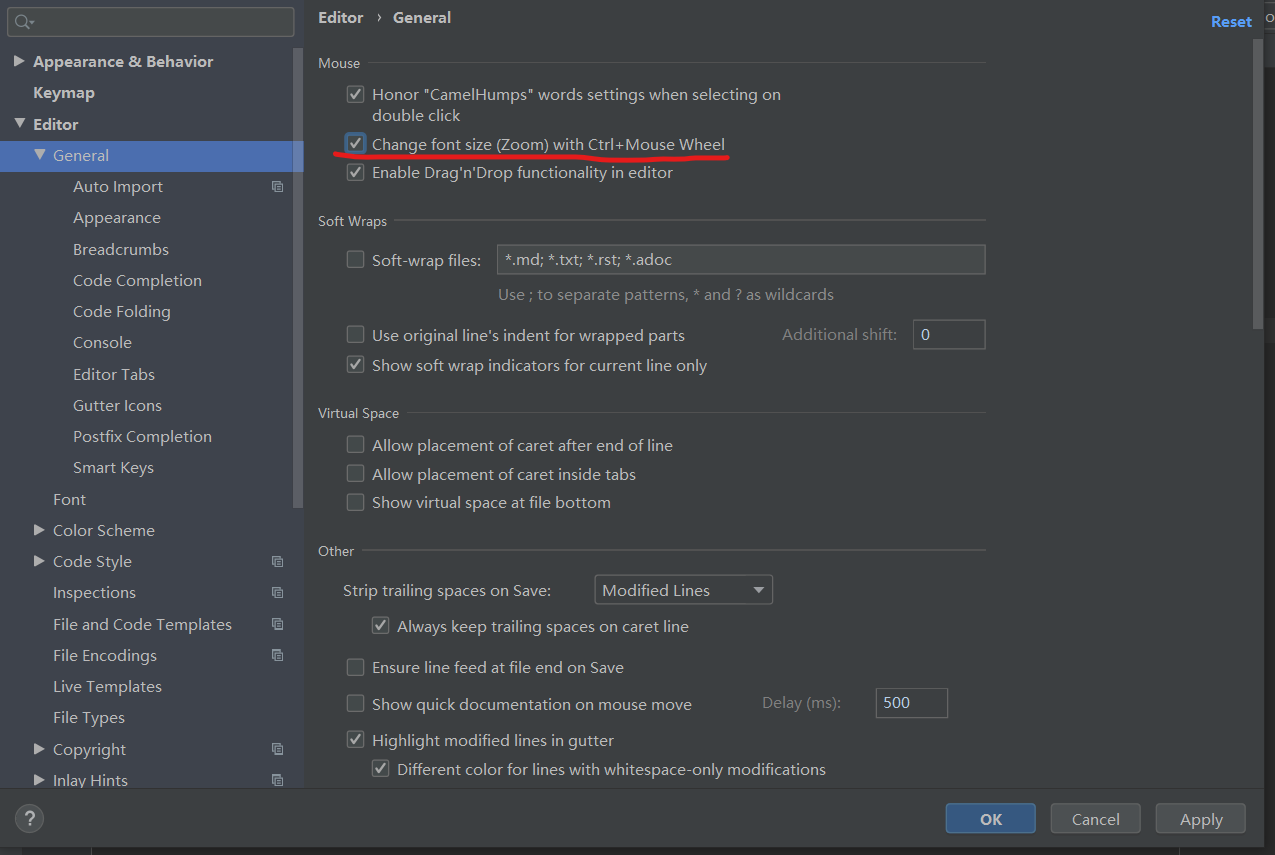 Editor › General
Reset
Appearance & Behavior
Keymap
Editor
General
Auto Import
Appearance
Breadcrumbs
Code Completion
Code Folding
Console
Editor Tabs
Gutter Icons
Postfix Completion
Smart Keys
Font
Color Scheme
Code Style
Inspections
File and Code Templates
File Encodings
Live Templates
File Types
Copyright
Inlay Hints
Mouse
Honor "CamelHumps" words settings when selecting on
double click
Change font size (Zoom) with Ctrl+Mouse Wheel
Enable Drag'n'Drop functionality in editor
Soft Wraps
Soft-wrap files: *.md; *.txt; *.rst; *.adoc
Use ; to separate patterns, * and ? as wildcards
Use original line's indent for wrapped parts Additional shift: 0
Show soft wrap indicators for current line only
Virtual Space
Allow placement of caret after end of line
Allow placement of caret inside tabs
Show virtual space at file bottom
Other
Strip trailing spaces on Save: Modified Lines
Always keep trailing spaces on caret line
Ensure line feed at file end on Save
Show quick documentation on mouse move Delay (ms): 500
Highlight modified lines in gutter
Different color for lines with whitespace-only modifications
?
OK
Cancel
Apply